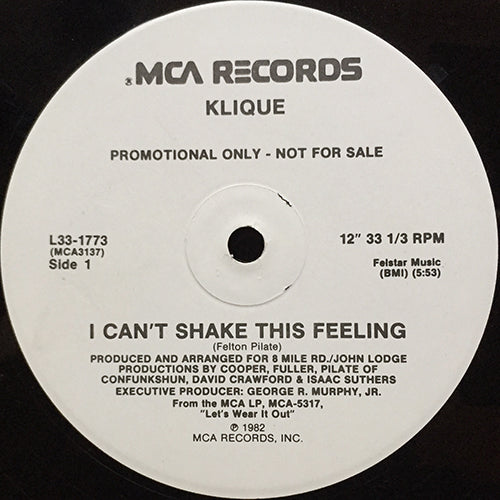 ® MCA RECORDS
KLIQUE
PROMOTIONAL ONLY - NOT FOR SALE
L33-1773
(MCA3137)
Side 1
12" 33 1/3 RPM
Felstar Music
(BMI) (5:53)
I CAN'T SHAKE THIS FEELING
(Felton Pilate)
PRODUCED AND ARRANGED FOR 8 MILE RD./JOHN LODGE
PRODUCTIONS BY COOPER, FULLER, PILATE OF
CONFUNKSHUN, DAVID CRAWFORD & ISAAC SUTHERS
EXECUTIVE PRODUCER: GEORGE R. MURPHY, JR.
From the MCA LP, MCA-5317,
"Let's Wear It Out"
℗ 1982
MCA RECORDS, INC.